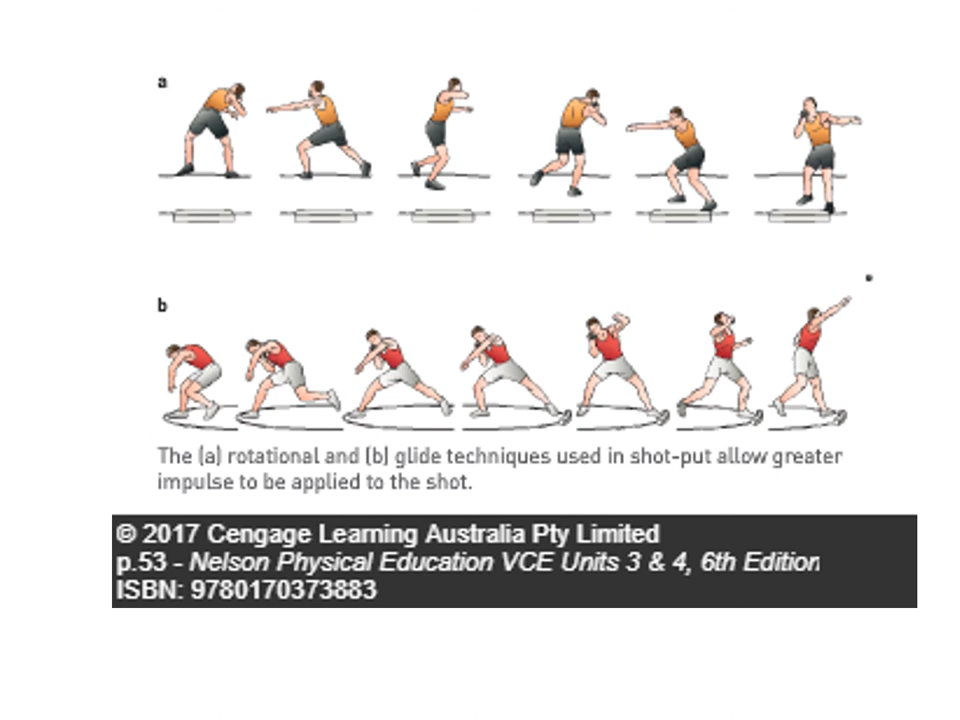 a
b
The (a) rotational and (b) glide techniques used in shot-put allow greater
impulse to be applied to the shot.
© 2017 Cengage Learning Australia Pty Limited
p.53 - Nelson Physical Education VCE Units 3 & 4, 6th Edition
ISBN: 9780170373883